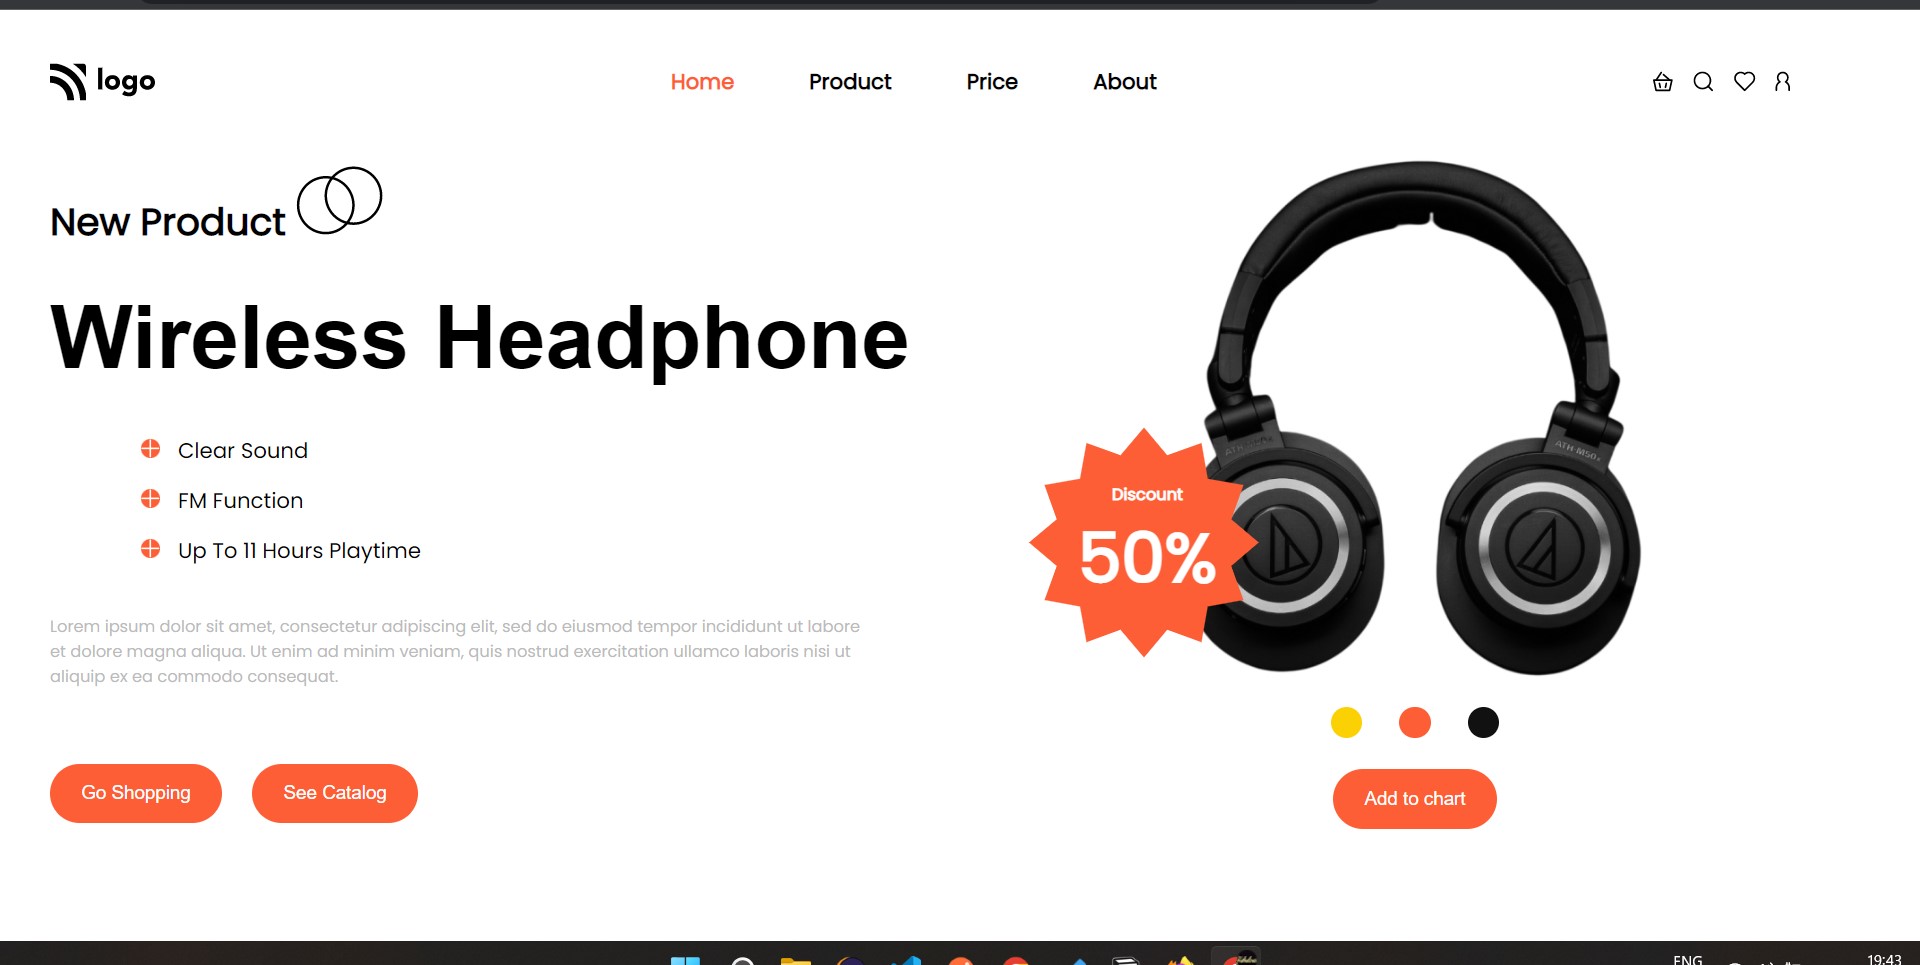 logo
Home
Product
Price
About
New Product
Wireless Headphone
Clear Sound
FM Function
Up To 11 Hours Playtime
Lorem ipsum dolor sit amet, consectetur adipiscing elit, sed do eiusmod tempor incididunt ut labore
et dolore magna aliqua. Ut enim ad minim veniam, quis nostrud exercitation ullamco laboris nisi ut
aliquip ex ea commodo consequat.
Go Shopping
See Catalog
Discount
50%
ATH-M50x
Add to chart
ENG
19:43